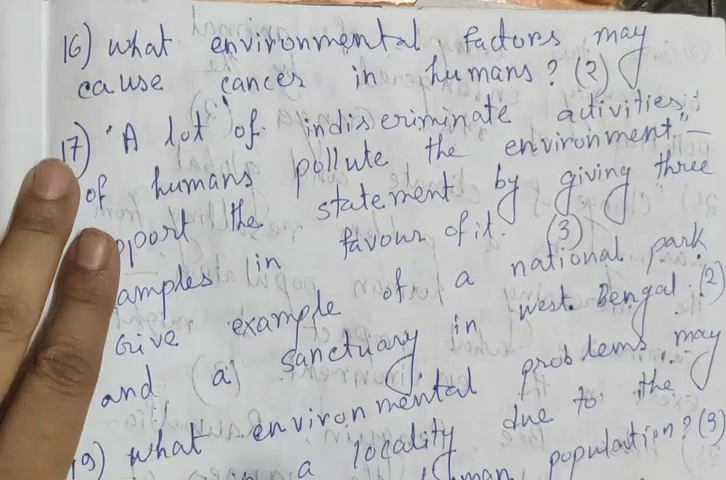 16) What environmental factors may
cause cancer in humans? (2)
17) "A lot of indiscriminate activities
of humans pollute the environment" —
pport the statement by giving three
amples in favour of it. (3)
Give example of a national park
and (a) sanctuary in West Bengal. (2)
19) What environmental problems may
in a locality due to the
human population? (3)